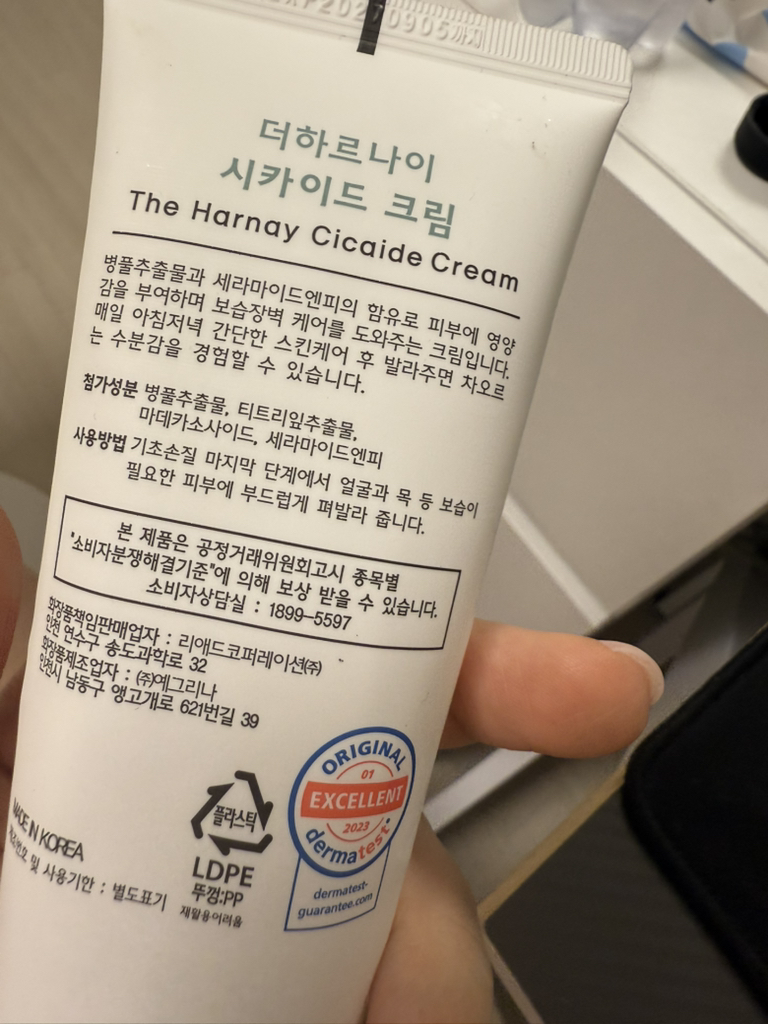 20270905까지
더하르나이
시카이드 크림
The Harnay Cicaide Cream
병풀추출물과 세라마이드엔피의 함유로 피부에 영양
감을 부여하며 보습장벽 케어를 도와주는 크림입니다.
매일 아침저녁 간단한 스킨케어 후 발라주면 차오르
는 수분감을 경험할 수 있습니다.
첨가성분 병풀추출물, 티트리잎추출물,
마데카소사이드, 세라마이드엔피
사용방법 기초손질 마지막 단계에서 얼굴과 목 등 보습이
필요한 피부에 부드럽게 펴발라 줍니다.
본 제품은 공정거래위원회고시 종목별
"소비자분쟁해결기준"에 의해 보상 받을 수 있습니다.
소비자상담실 : 1899-5597
화장품책임판매업자 : 리애드코퍼레이션㈜
인천 연수구 송도과학로 32
화장품제조업자 : ㈜예그리나
인천시 남동구 앵고개로 621번길 39
MADE IN KOREA
제조번호 및 사용기한 : 별도표기
플라스틱
LDPE
뚜껑:PP
재활용어려움
ORIGINAL
01
EXCELLENT
2023
dermatest
dermatest-
guarantee.com